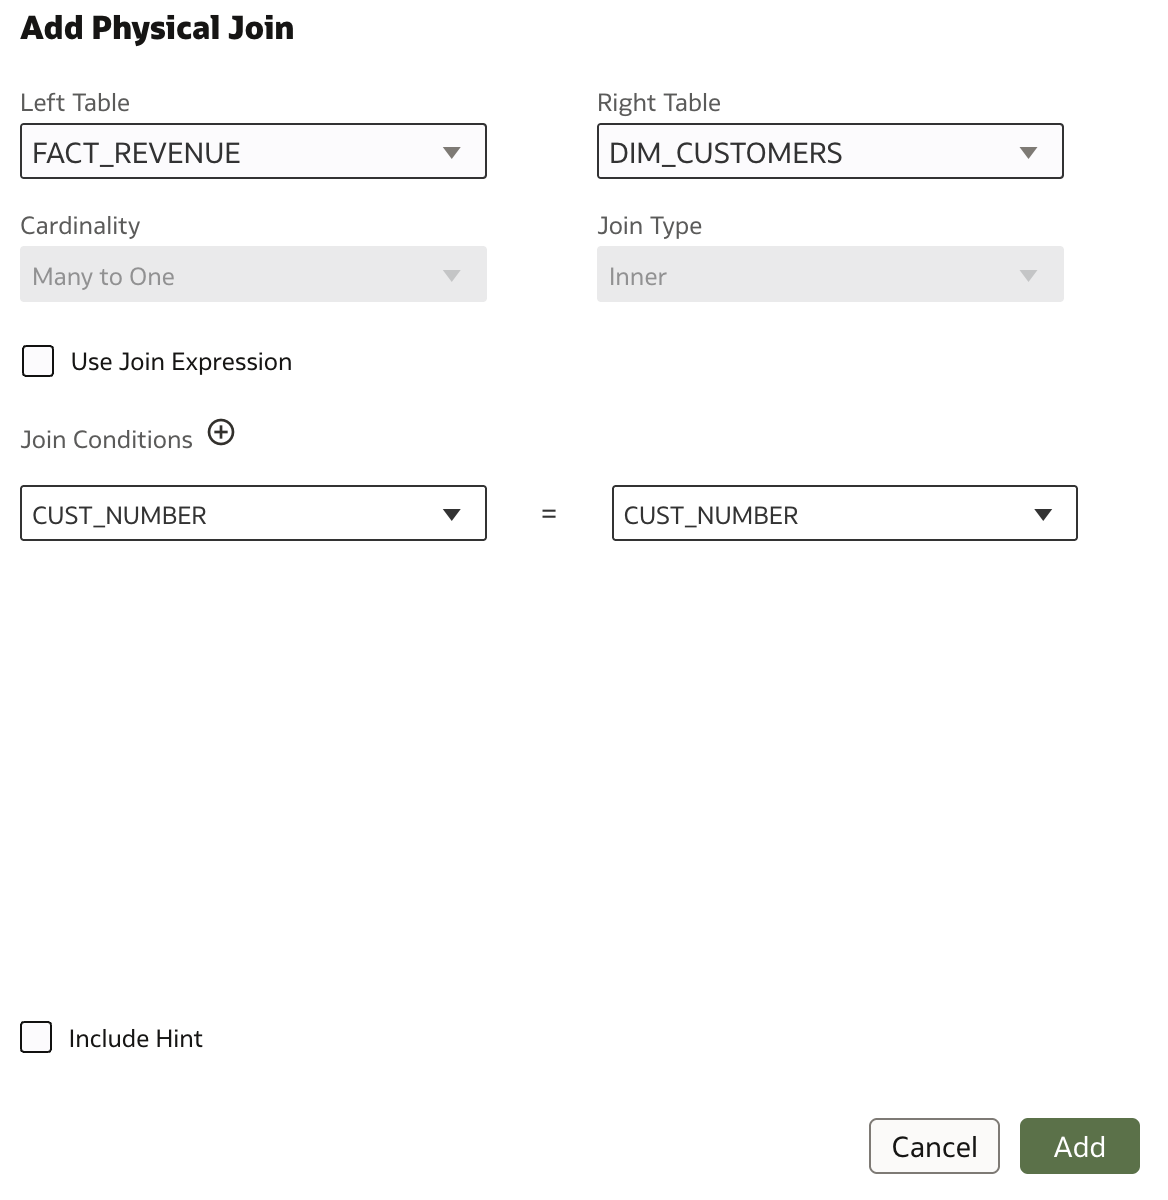 Add Physical Join
Left Table
Right Table
FACT_REVENUE
DIM_CUSTOMERS
Cardinality
Join Type
Many to One
Inner
Use Join Expression
Join Conditions
CUST_NUMBER = CUST_NUMBER
Include Hint
Cancel
Add